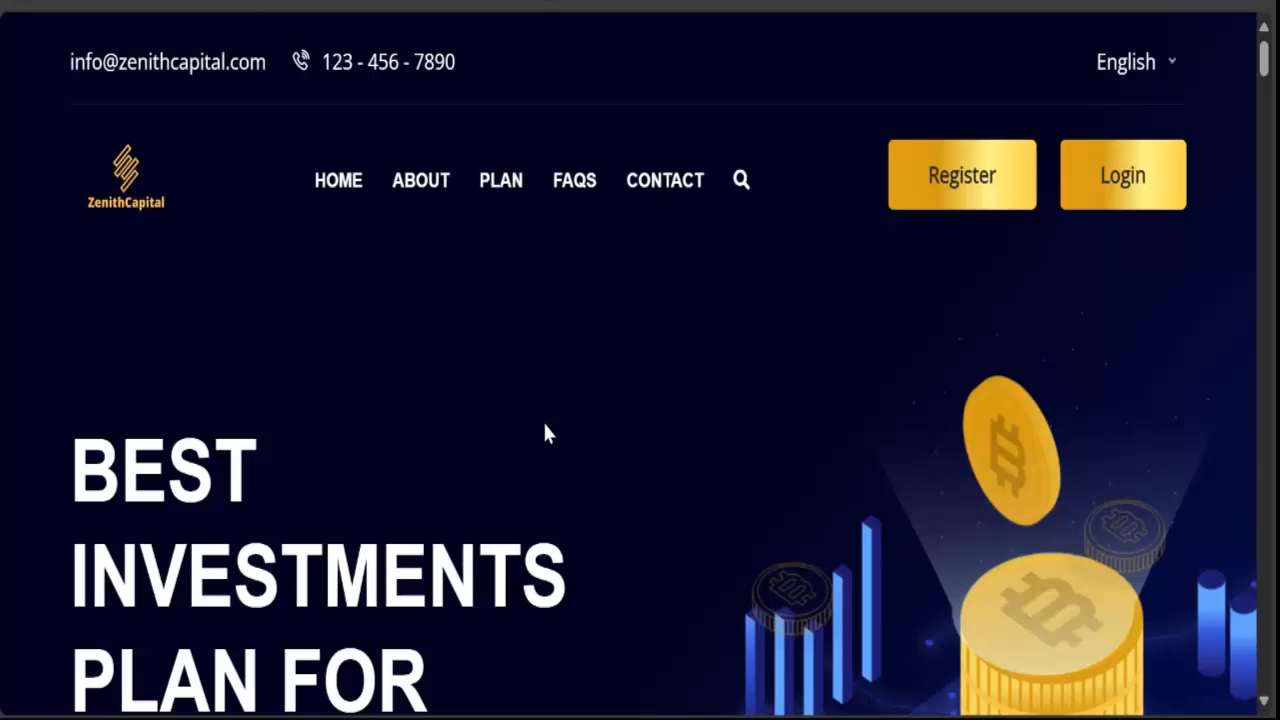 info@zenithcapital.com 123 - 456 - 7890 English
ZenithCapital
HOME ABOUT PLAN FAQS CONTACT Register Login
BEST
INVESTMENTS
PLAN FOR